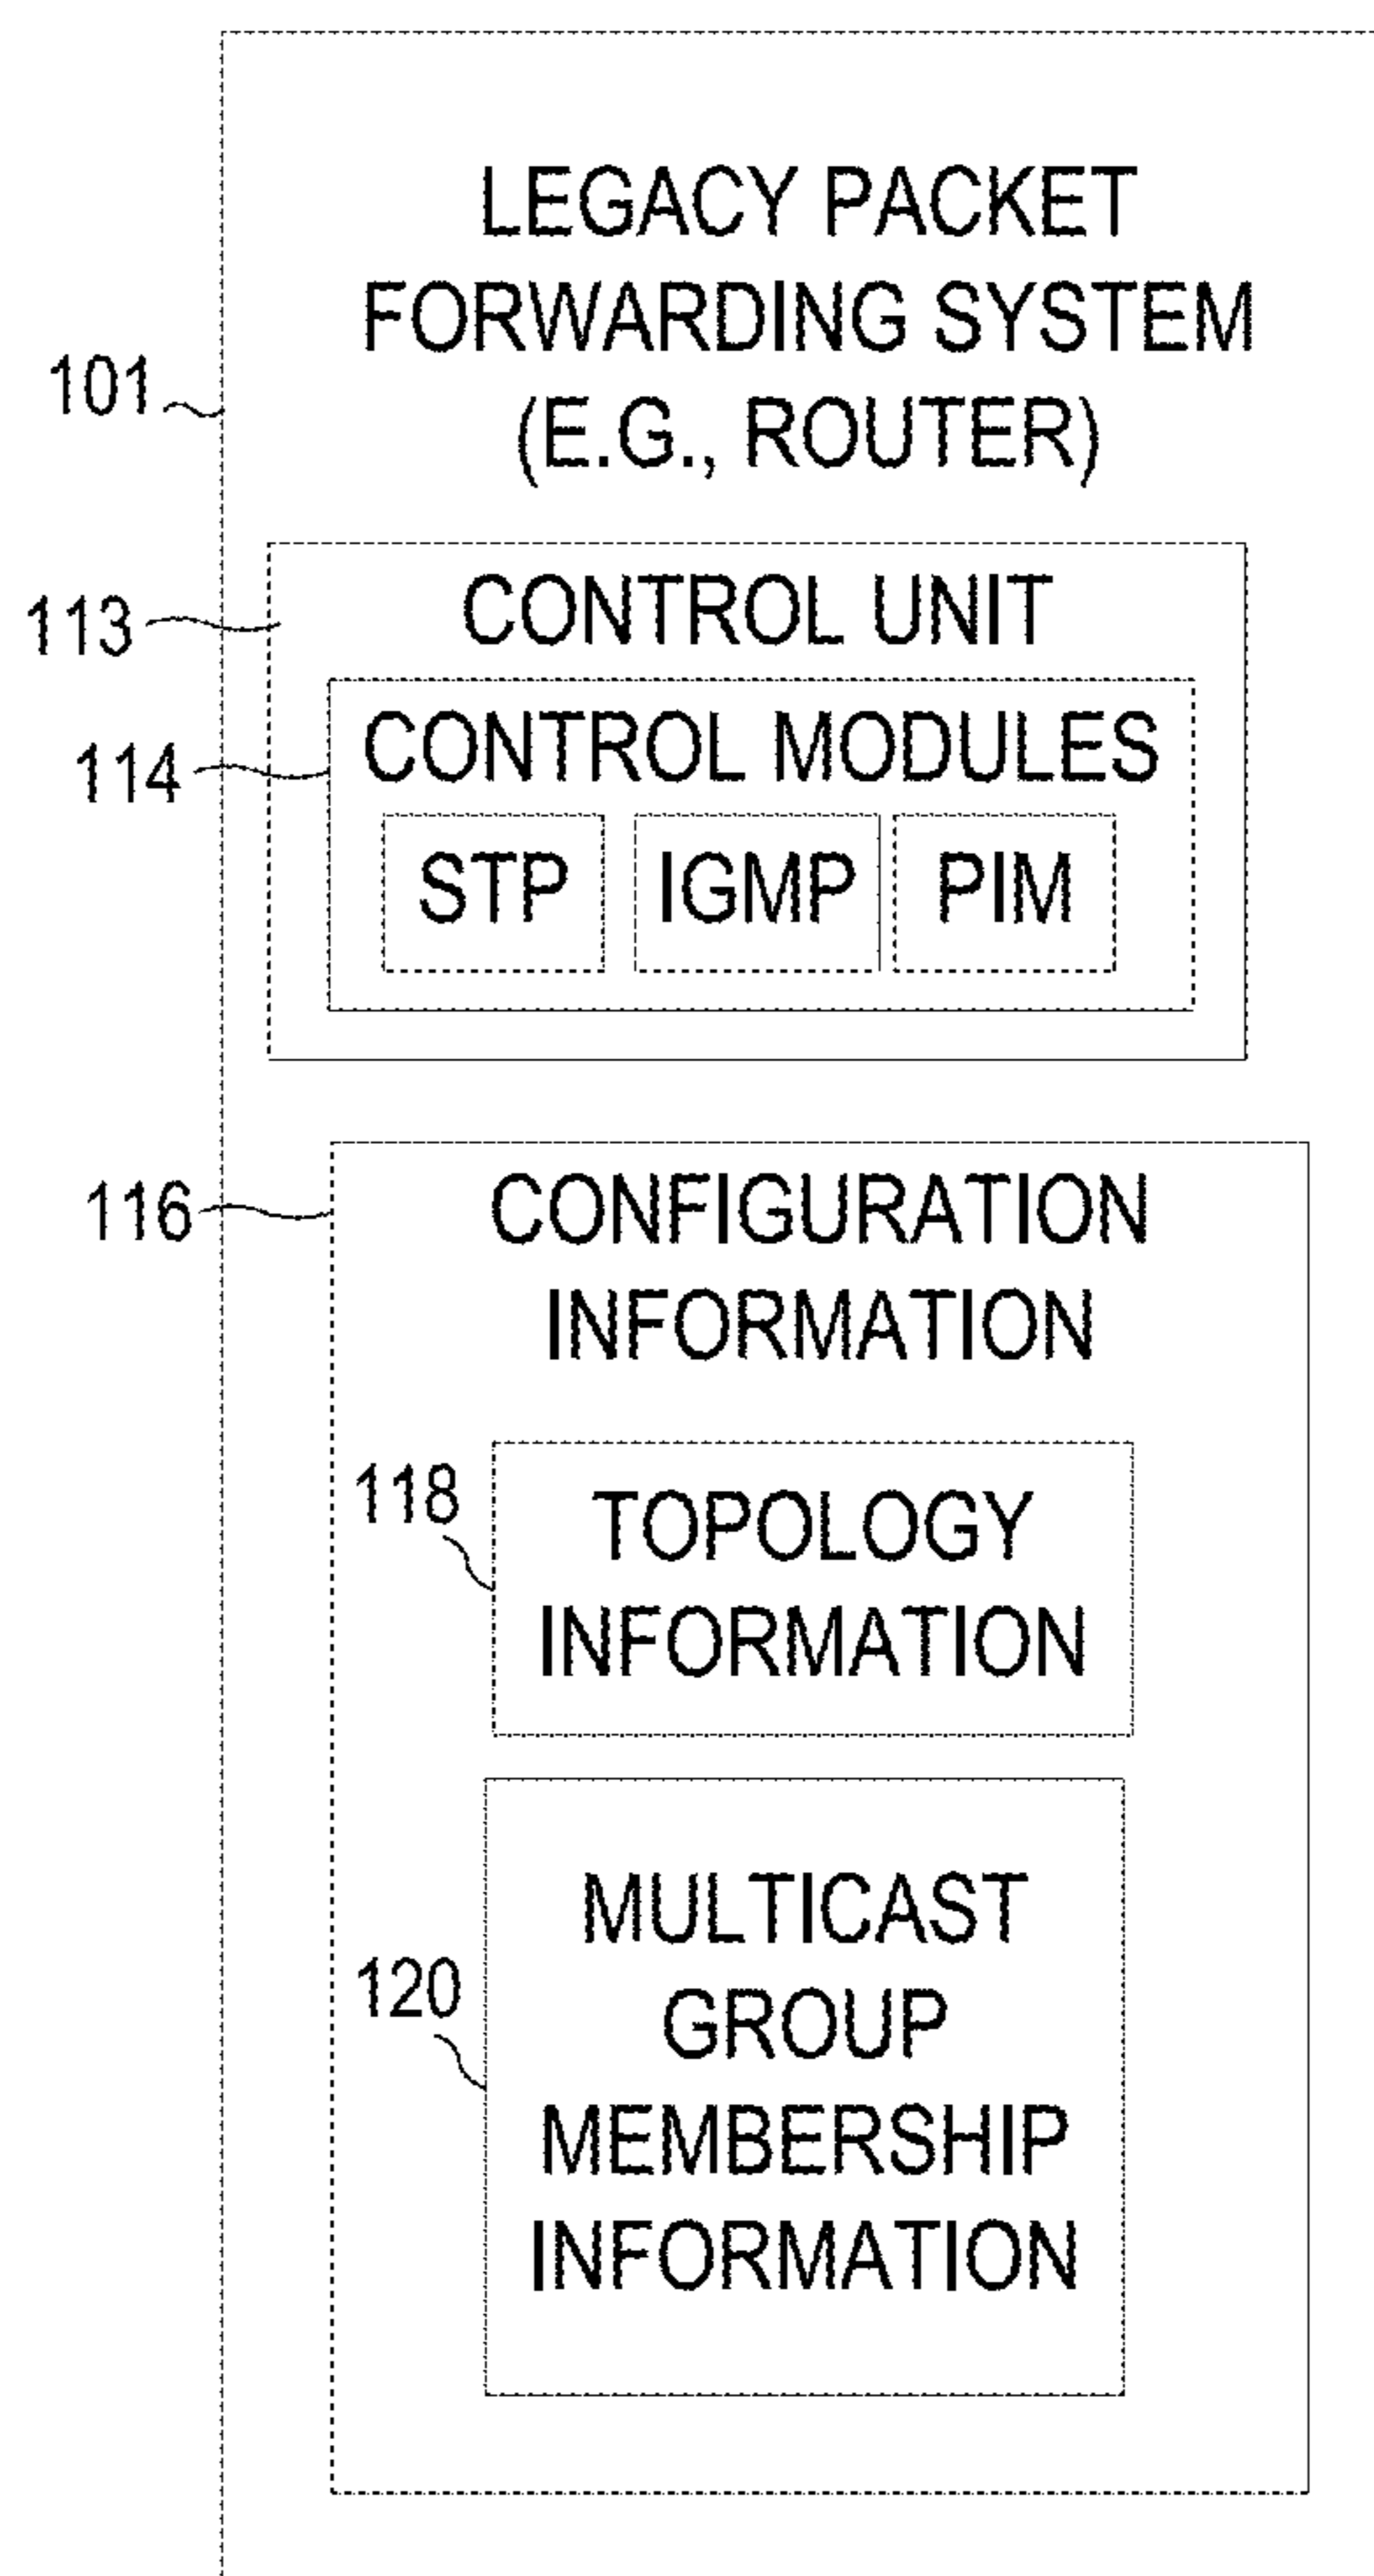 LEGACY PACKET
FORWARDING SYSTEM
101
(E.G., ROUTER)
113
CONTROL UNIT
114
CONTROL MODULES
STP IGMP PIM
116
CONFIGURATION
INFORMATION
118
TOPOLOGY
INFORMATION
120
MULTICAST
GROUP
MEMBERSHIP
INFORMATION